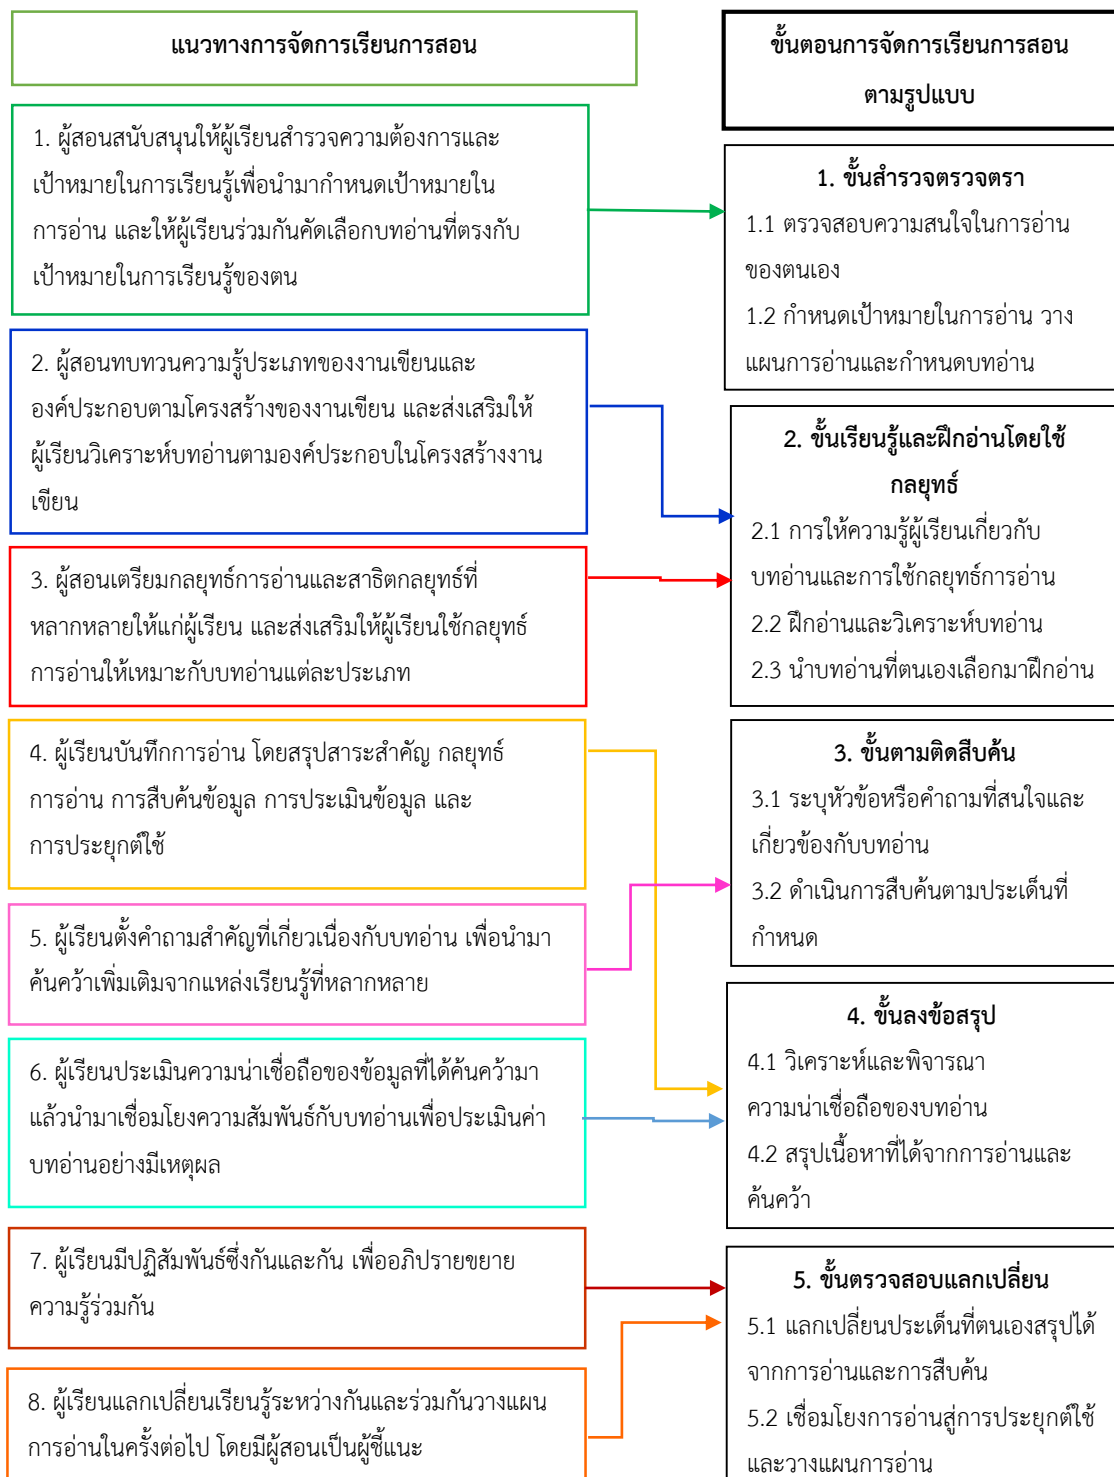 แนวทางการจัดการเรียนการสอน
1. ผู้สอนสนับสนุนให้ผู้เรียนสำรวจความต้องการและ
เป้าหมายในการเรียนรู้เพื่อนำมากำหนดเป้าหมายใน
การอ่าน และให้ผู้เรียนร่วมกันคัดเลือกบทอ่านที่ตรงกับ
เป้าหมายในการเรียนรู้ของตน
2. ผู้สอนทบทวนความรู้ประเภทของงานเขียนและ
องค์ประกอบตามโครงสร้างของงานเขียน และส่งเสริมให้
ผู้เรียนวิเคราะห์บทอ่านตามองค์ประกอบในโครงสร้างงาน
เขียน
3. ผู้สอนเตรียมกลยุทธ์การอ่านและสาธิตกลยุทธ์ที่
หลากหลายให้แก่ผู้เรียน และส่งเสริมให้ผู้เรียนใช้กลยุทธ์
การอ่านให้เหมาะกับบทอ่านแต่ละประเภท
4. ผู้เรียนบันทึกการอ่าน โดยสรุปสาระสำคัญ กลยุทธ์
การอ่าน การสืบค้นข้อมูล การประเมินข้อมูล และ
การประยุกต์ใช้
5. ผู้เรียนตั้งคำถามสำคัญที่เกี่ยวเนื่องกับบทอ่าน เพื่อนำมา
ค้นคว้าเพิ่มเติมจากแหล่งเรียนรู้ที่หลากหลาย
6. ผู้เรียนประเมินความน่าเชื่อถือของข้อมูลที่ได้ค้นคว้ามา
แล้วนำมาเชื่อมโยงความสัมพันธ์กับบทอ่านเพื่อประเมินค่า
บทอ่านอย่างมีเหตุผล
7. ผู้เรียนมีปฏิสัมพันธ์ซึ่งกันและกัน เพื่ออภิปรายขยาย
ความรู้ร่วมกัน
8. ผู้เรียนแลกเปลี่ยนเรียนรู้ระหว่างกันและร่วมกันวางแผน
การอ่านในครั้งต่อไป โดยมีผู้สอนเป็นผู้ชี้แนะ
ขั้นตอนการจัดการเรียนการสอน
ตามรูปแบบ
1. ขั้นสำรวจตรวจตรา
1.1 ตรวจสอบความสนใจในการอ่าน
ของตนเอง
1.2 กำหนดเป้าหมายในการอ่าน วาง
แผนการอ่านและกำหนดบทอ่าน
2. ขั้นเรียนรู้และฝึกอ่านโดยใช้
กลยุทธ์
2.1 การให้ความรู้ผู้เรียนเกี่ยวกับ
บทอ่านและการใช้กลยุทธ์การอ่าน
2.2 ฝึกอ่านและวิเคราะห์บทอ่าน
2.3 นำบทอ่านที่ตนเองเลือกมาฝึกอ่าน
3. ขั้นตามติดสืบค้น
3.1 ระบุหัวข้อหรือคำถามที่สนใจและ
เกี่ยวข้องกับบทอ่าน
3.2 ดำเนินการสืบค้นตามประเด็นที่
กำหนด
4. ขั้นลงข้อสรุป
4.1 วิเคราะห์และพิจารณา
ความน่าเชื่อถือของบทอ่าน
4.2 สรุปเนื้อหาที่ได้จากการอ่านและ
ค้นคว้า
5. ขั้นตรวจสอบแลกเปลี่ยน
5.1 แลกเปลี่ยนประเด็นที่ตนเองสรุปได้
จากการอ่านและการสืบค้น
5.2 เชื่อมโยงการอ่านสู่การประยุกต์ใช้
และวางแผนการอ่าน